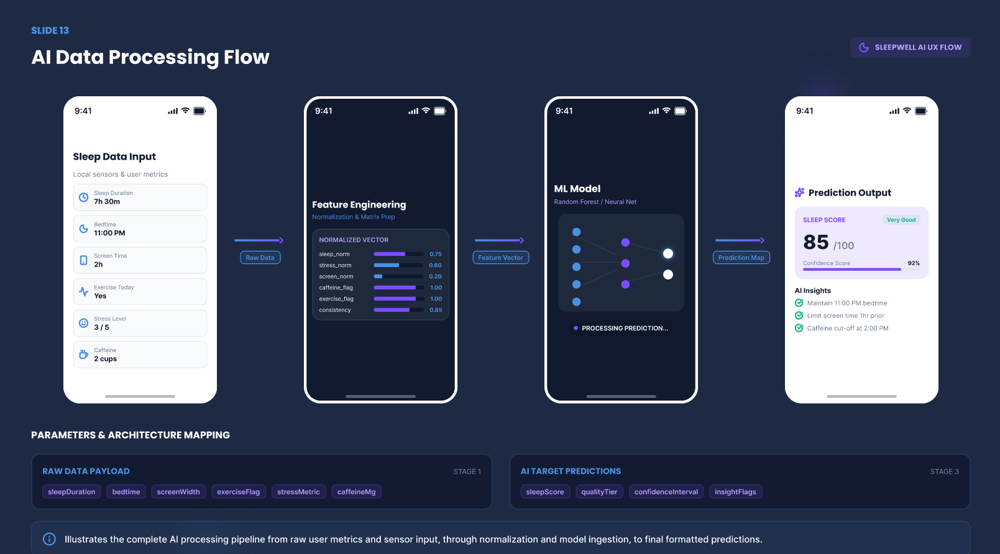 SLIDE 13
AI Data Processing Flow
SLEEPWELL AI UX FLOW
9:41
Sleep Data Input
Local sensors & user metrics
Sleep Duration
7h 30m
Bedtime
11:00 PM
Screen Time
2h
Exercise Today
Yes
Stress Level
3 / 5
Caffeine
2 cups
Raw Data
9:41
Feature Engineering
Normalization & Matrix Prep
NORMALIZED VECTOR
sleep_norm 0.75
stress_norm 0.60
screen_norm 0.20
caffeine_flag 1.00
exercise_flag 1.00
consistency 0.85
Feature Vector
9:41
ML Model
Random Forest / Neural Net
PROCESSING PREDICTION...
Prediction Map
9:41
Prediction Output
SLEEP SCORE Very Good
85 /100
Confidence Score 92%
AI Insights
Maintain 11:00 PM bedtime
Limit screen time 1hr prior
Caffeine cut-off at 2:00 PM
PARAMETERS & ARCHITECTURE MAPPING
RAW DATA PAYLOAD STAGE 1
sleepDuration bedtime screenWidth exerciseFlag stressMetric caffeineMg
AI TARGET PREDICTIONS STAGE 3
sleepScore qualityTier confidenceInterval insightFlags
Illustrates the complete AI processing pipeline from raw user metrics and sensor input, through normalization and model ingestion, to final formatted predictions.